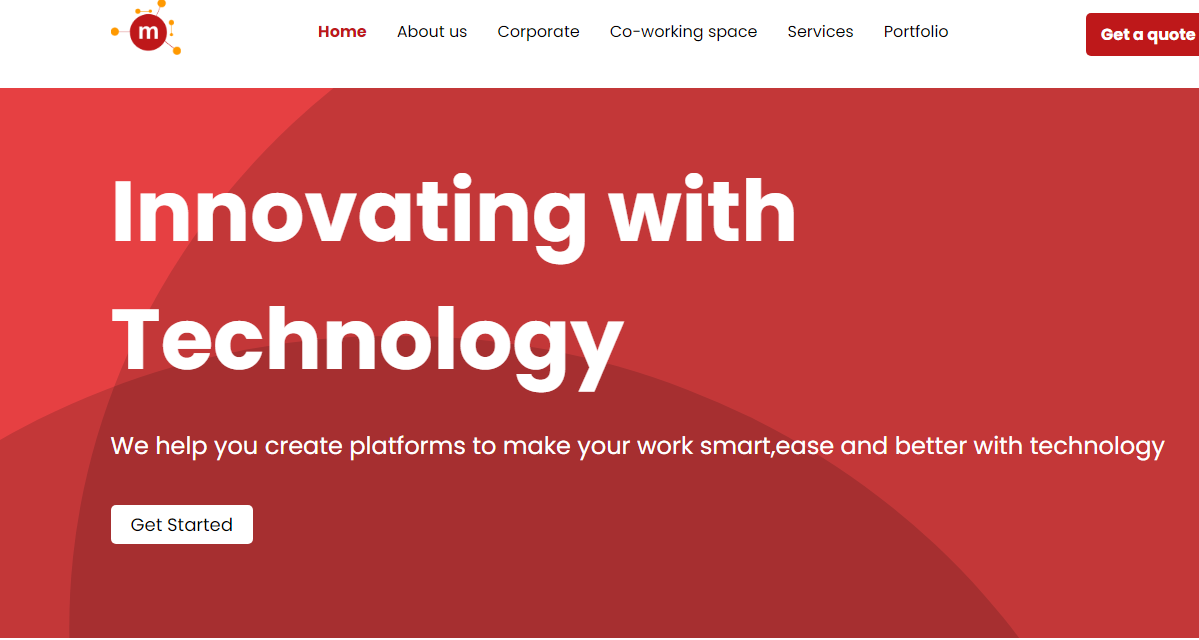 m
Home About us Corporate Co-working space Services Portfolio Get a quote
Innovating with
Technology
We help you create platforms to make your work smart,ease and better with technology
Get Started